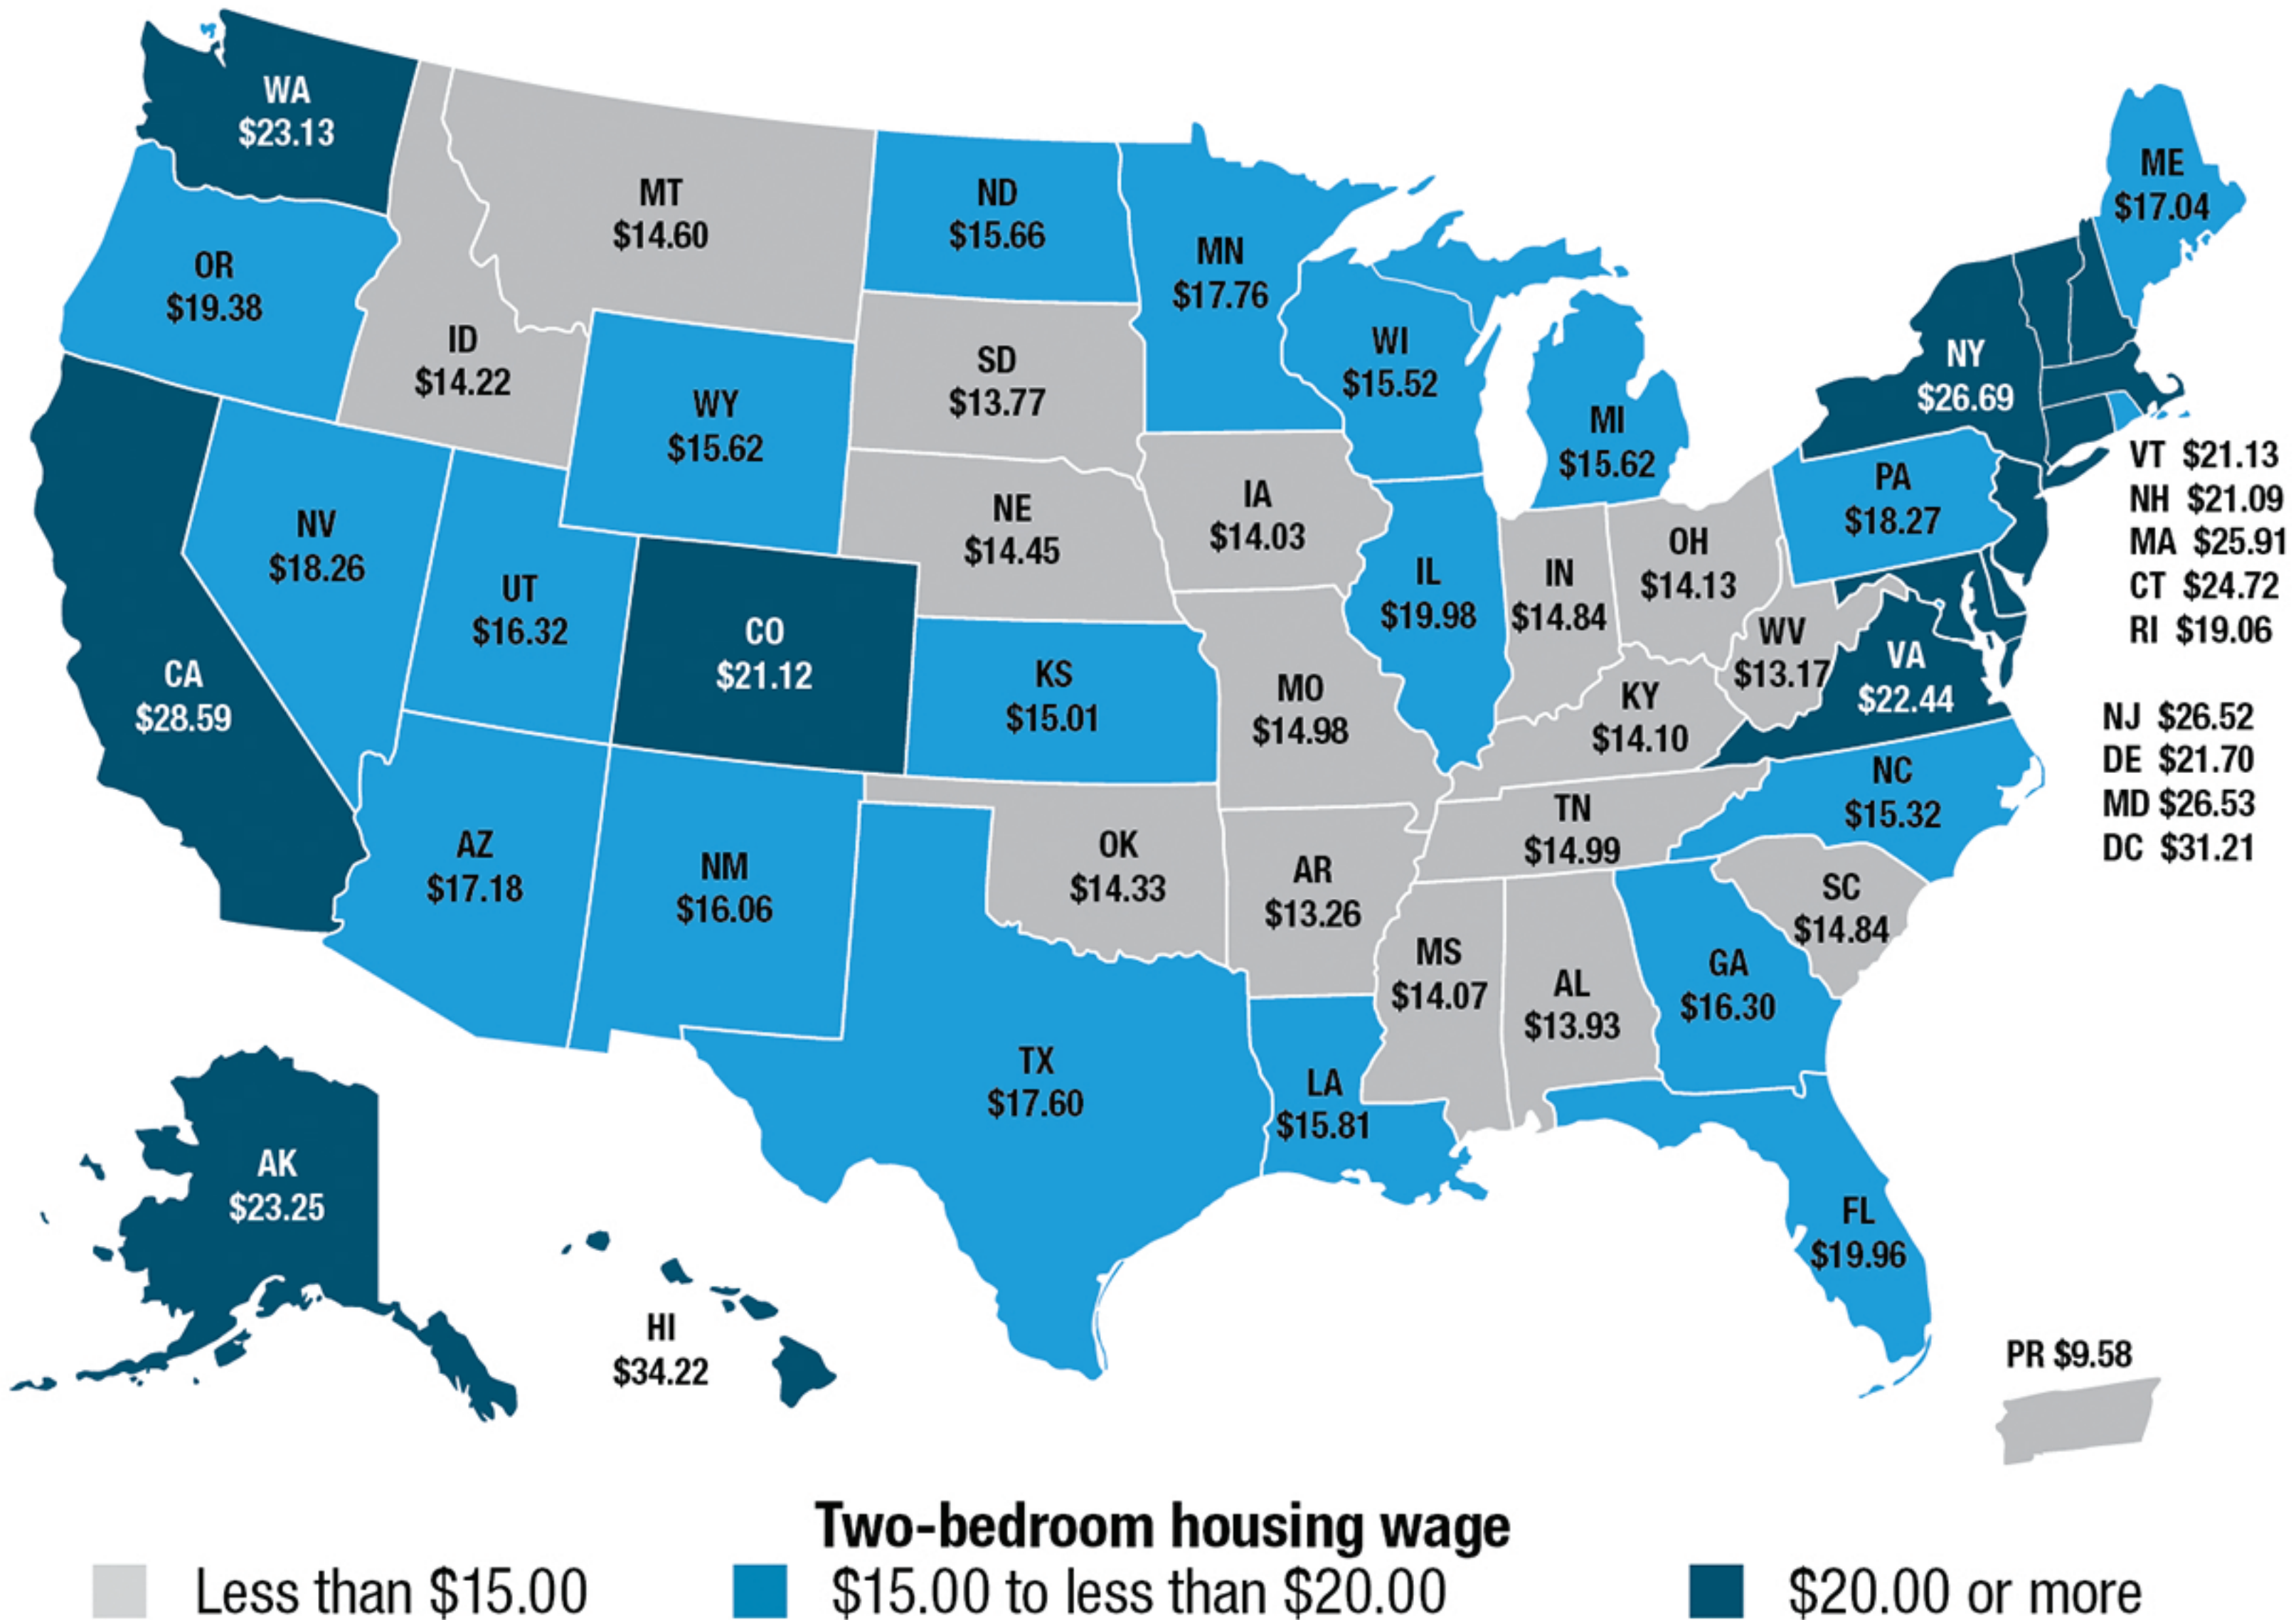 WA
$23.13
MT
$14.60
ND
$15.66
MN
$17.76
ME
$17.04
OR
$19.38
ID
$14.22
SD
$13.77
WI
$15.52
NY
$26.69
WY
$15.62
MI
$15.62
VT $21.13
NH $21.09
MA $25.91
CT $24.72
RI $19.06
PA
$18.27
NV
$18.26
NE
$14.45
IA
$14.03
UT
$16.32
CO
$21.12
IL
$19.98
IN
$14.84
OH
$14.13
WV
$13.17
VA
$22.44
CA
$28.59
KS
$15.01
MO
$14.98
KY
$14.10
NJ $26.52
DE $21.70
MD $26.53
DC $31.21
NC
$15.32
AZ
$17.18
NM
$16.06
OK
$14.33
AR
$13.26
TN
$14.99
SC
$14.84
MS
$14.07
AL
$13.93
GA
$16.30
TX
$17.60
LA
$15.81
AK
$23.25
FL
$19.96
HI
$34.22
PR $9.58
Two-bedroom housing wage
Less than $15.00
$15.00 to less than $20.00
$20.00 or more